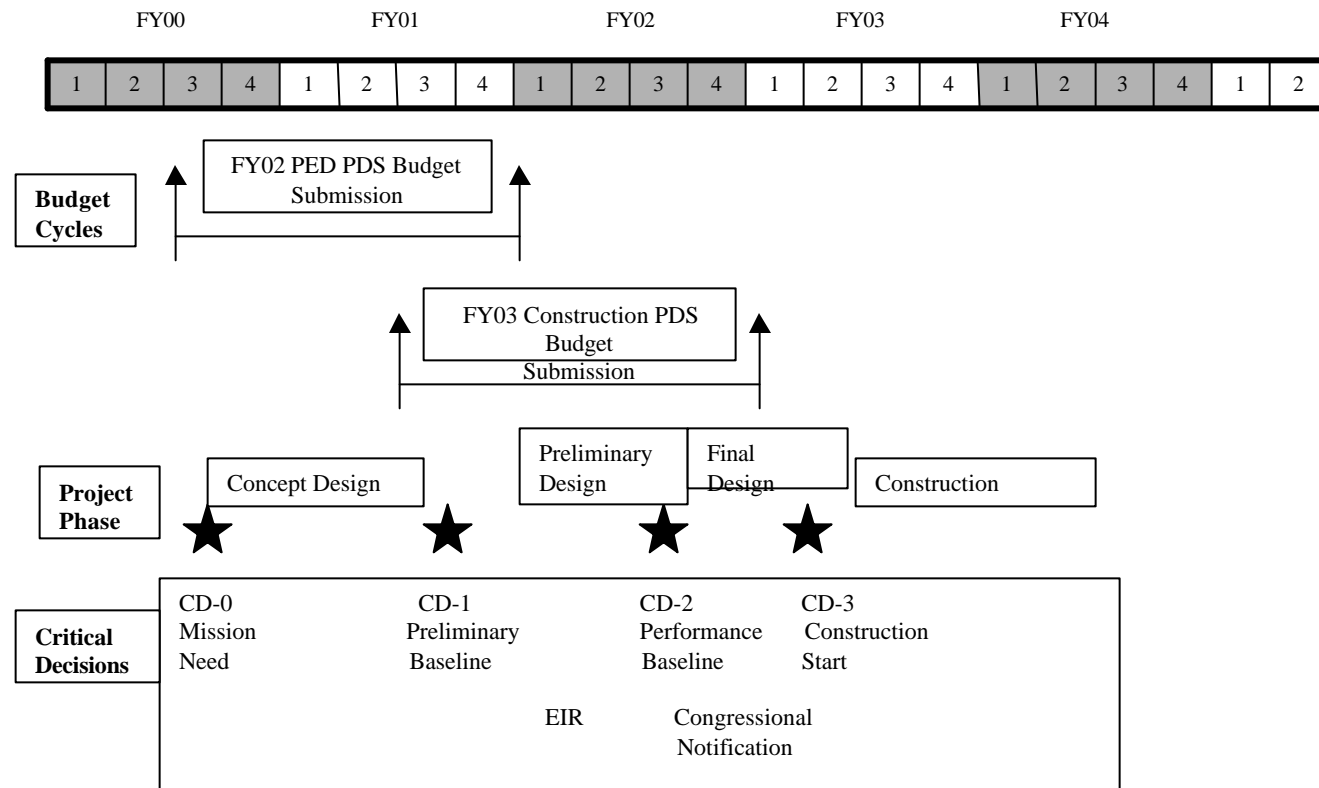 FY00 FY01 FY02 FY03 FY04
1 2 3 4 1 2 3 4 1 2 3 4 1 2 3 4 1 2 3 4 1 2
Budget
Cycles
FY02 PED PDS Budget
Submission
FY03 Construction PDS
Budget
Submission
Project
Phase
Concept Design
Preliminary
Design
Final
Design
Construction
Critical
Decisions
CD-0
Mission
Need
CD-1
Preliminary
Baseline
CD-2
Performance
Baseline
CD-3
Construction
Start
EIR
Congressional
Notification